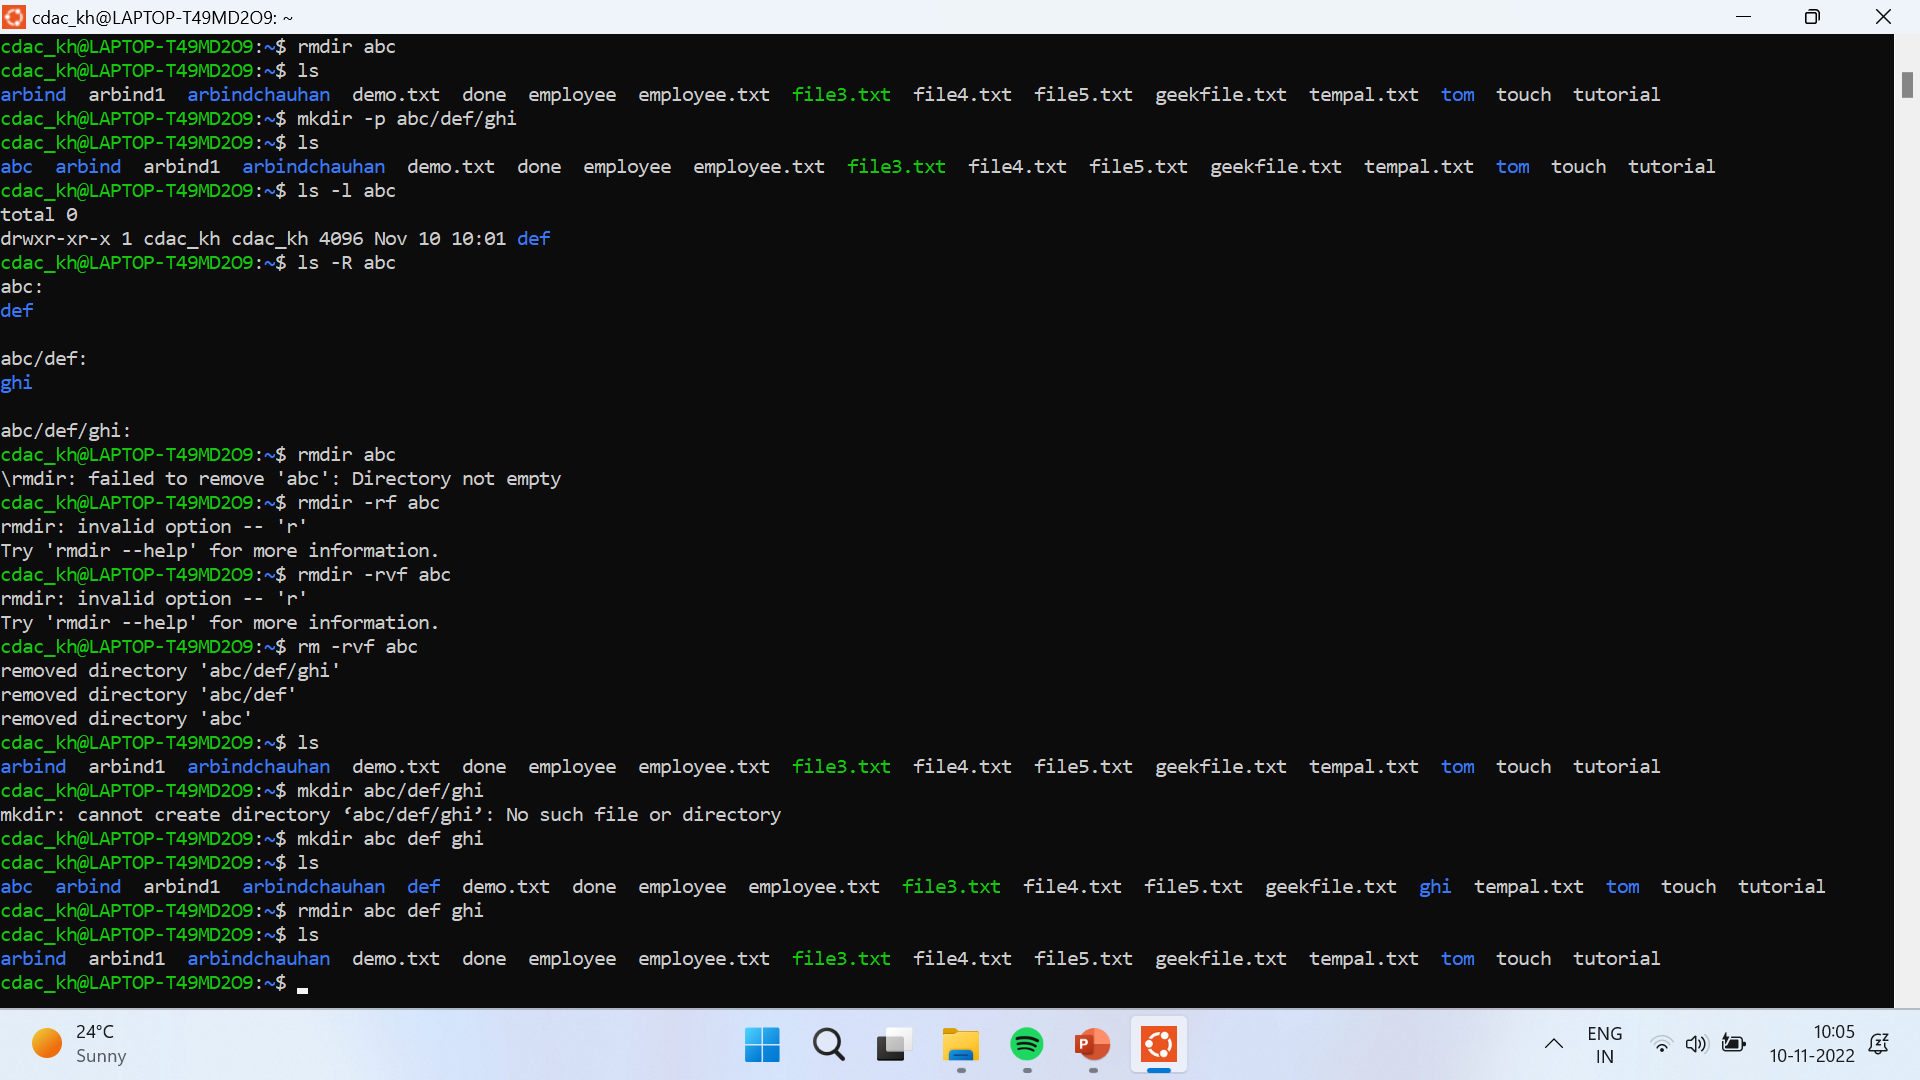 cdac_kh@LAPTOP-T49MD2O9: ~
cdac_kh@LAPTOP-T49MD2O9:~$ rmdir abc
cdac_kh@LAPTOP-T49MD2O9:~$ ls
arbind  arbind1  arbindchauhan  demo.txt  done  employee  employee.txt  file3.txt  file4.txt  file5.txt  geekfile.txt  tempal.txt  tom  touch  tutorial
cdac_kh@LAPTOP-T49MD2O9:~$ mkdir -p abc/def/ghi
cdac_kh@LAPTOP-T49MD2O9:~$ ls
abc  arbind  arbind1  arbindchauhan  demo.txt  done  employee  employee.txt  file3.txt  file4.txt  file5.txt  geekfile.txt  tempal.txt  tom  touch  tutorial
cdac_kh@LAPTOP-T49MD2O9:~$ ls -l abc
total 0
drwxr-xr-x 1 cdac_kh cdac_kh 4096 Nov 10 10:01 def
cdac_kh@LAPTOP-T49MD2O9:~$ ls -R abc
abc:
def
abc/def:
ghi
abc/def/ghi:
cdac_kh@LAPTOP-T49MD2O9:~$ rmdir abc
\rmdir: failed to remove 'abc': Directory not empty
cdac_kh@LAPTOP-T49MD2O9:~$ rmdir -rf abc
rmdir: invalid option -- 'r'
Try 'rmdir --help' for more information.
cdac_kh@LAPTOP-T49MD2O9:~$ rmdir -rvf abc
rmdir: invalid option -- 'r'
Try 'rmdir --help' for more information.
cdac_kh@LAPTOP-T49MD2O9:~$ rm -rvf abc
removed directory 'abc/def/ghi'
removed directory 'abc/def'
removed directory 'abc'
cdac_kh@LAPTOP-T49MD2O9:~$ ls
arbind  arbind1  arbindchauhan  demo.txt  done  employee  employee.txt  file3.txt  file4.txt  file5.txt  geekfile.txt  tempal.txt  tom  touch  tutorial
cdac_kh@LAPTOP-T49MD2O9:~$ mkdir abc/def/ghi
mkdir: cannot create directory ‘abc/def/ghi’: No such file or directory
cdac_kh@LAPTOP-T49MD2O9:~$ mkdir abc def ghi
cdac_kh@LAPTOP-T49MD2O9:~$ ls
abc  arbind  arbind1  arbindchauhan  def  demo.txt  done  employee  employee.txt  file3.txt  file4.txt  file5.txt  geekfile.txt  ghi  tempal.txt  tom  touch  tutorial
cdac_kh@LAPTOP-T49MD2O9:~$ rmdir abc def ghi
cdac_kh@LAPTOP-T49MD2O9:~$ ls
arbind  arbind1  arbindchauhan  demo.txt  done  employee  employee.txt  file3.txt  file4.txt  file5.txt  geekfile.txt  tempal.txt  tom  touch  tutorial
cdac_kh@LAPTOP-T49MD2O9:~$
24°C
Sunny
P
ENG
IN
10:05
10-11-2022